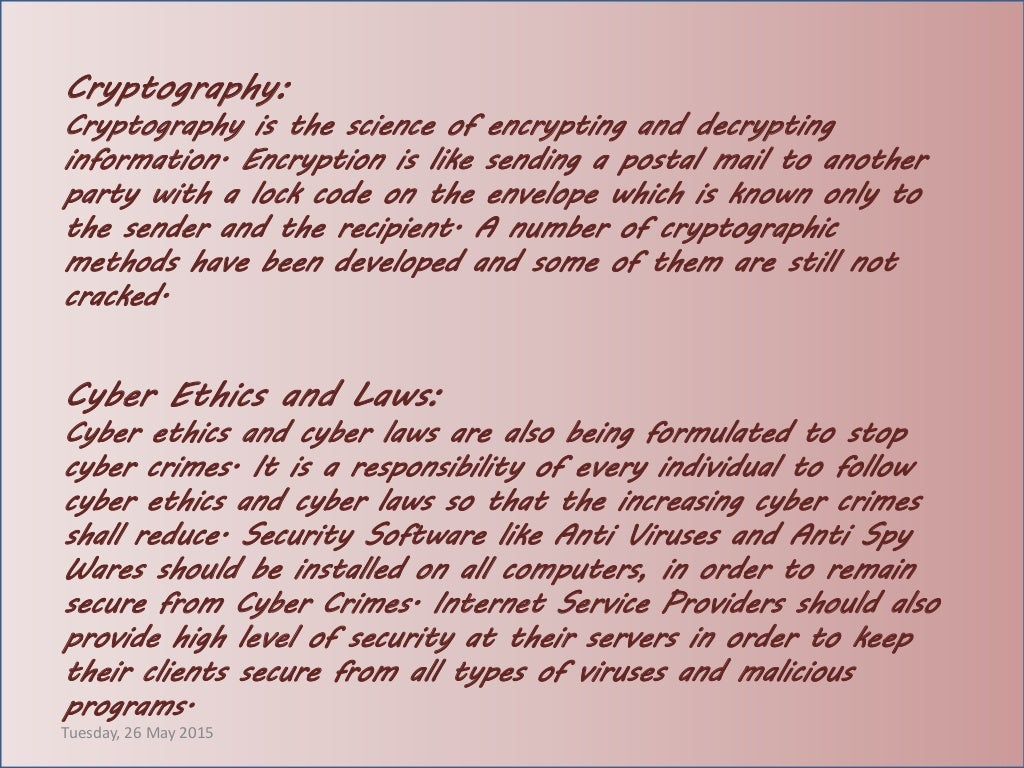 Cryptography:
Cryptography is the science of encrypting and decrypting
information. Encryption is like sending a postal mail to another
party with a lock code on the envelope which is known only to
the sender and the recipient. A number of cryptographic
methods have been developed and some of them are still not
cracked.
Cyber Ethics and Laws:
Cyber ethics and cyber laws are also being formulated to stop
cyber crimes. It is a responsibility of every individual to follow
cyber ethics and cyber laws so that the increasing cyber crimes
shall reduce. Security Software like Anti Viruses and Anti Spy
Wares should be installed on all computers, in order to remain
secure from Cyber Crimes. Internet Service Providers should also
provide high level of security at their servers in order to keep
their clients secure from all types of viruses and malicious
programs.
Tuesday, 26 May 2015